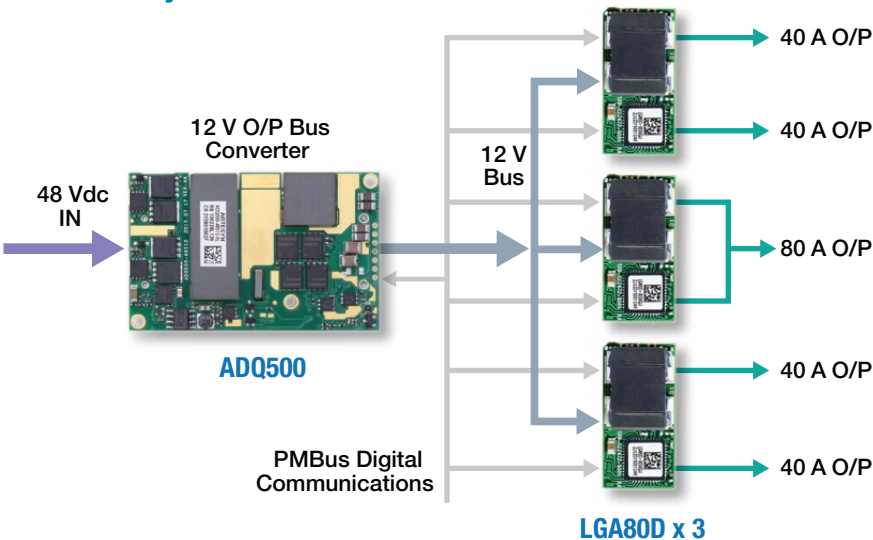 12 V O/P Bus
Converter
48 Vdc
IN
ADQ500
12 V
Bus
PMBus Digital
Communications
40 A O/P
40 A O/P
80 A O/P
40 A O/P
40 A O/P
LGA80D x 3